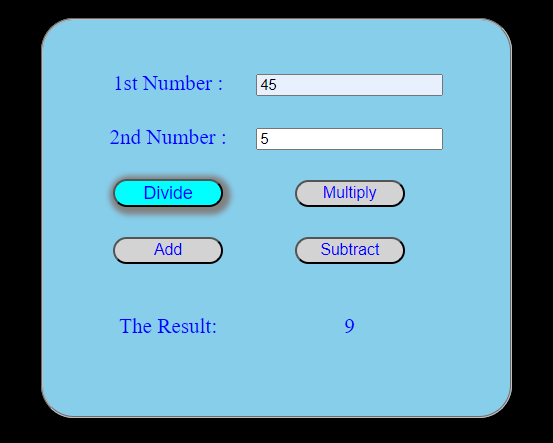 1st Number : 45
2nd Number : 5
Divide Multiply
Add Subtract
The Result: 9